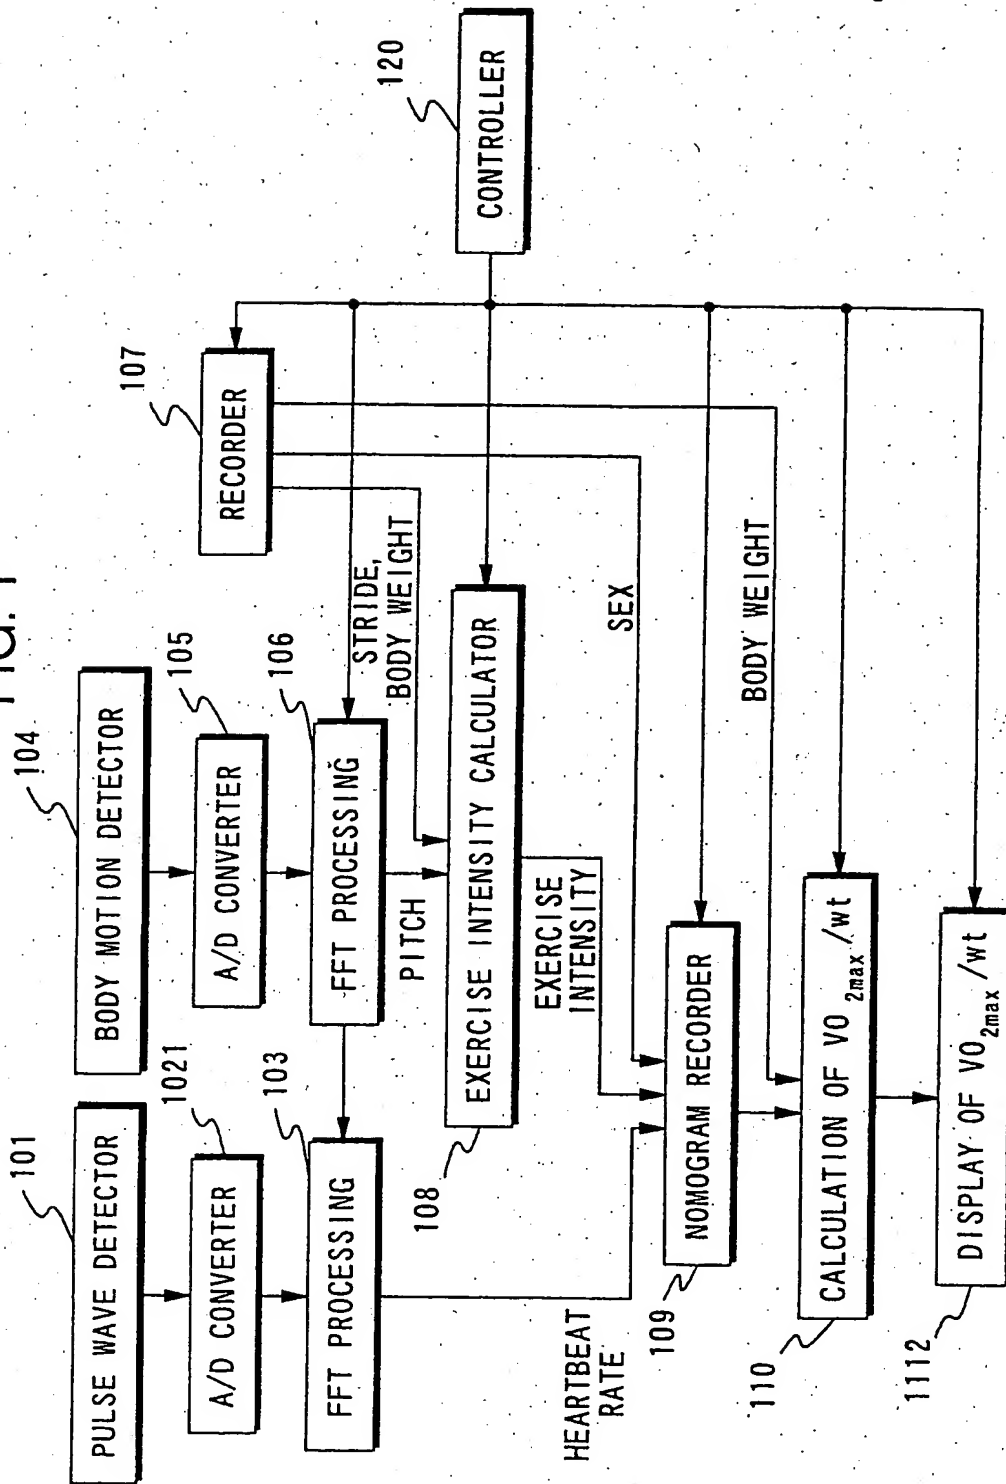 FIG. 1
101
PULSE WAVE DETECTOR
1021
A/D CONVERTER
103
FFT PROCESSING
104
BODY MOTION DETECTOR
105
A/D CONVERTER
106
FFT PROCESSING
PITCH
107
RECORDER
STRIDE,
BODY WEIGHT
120
CONTROLLER
108
EXERCISE INTENSITY CALCULATOR
HEARTBEAT
RATE
EXERCISE
INTENSITY
SEX
109
NOMOGRAM RECORDER
BODY WEIGHT
110
CALCULATION OF VO 2max /wt
1112
DISPLAY OF VO2max /wt